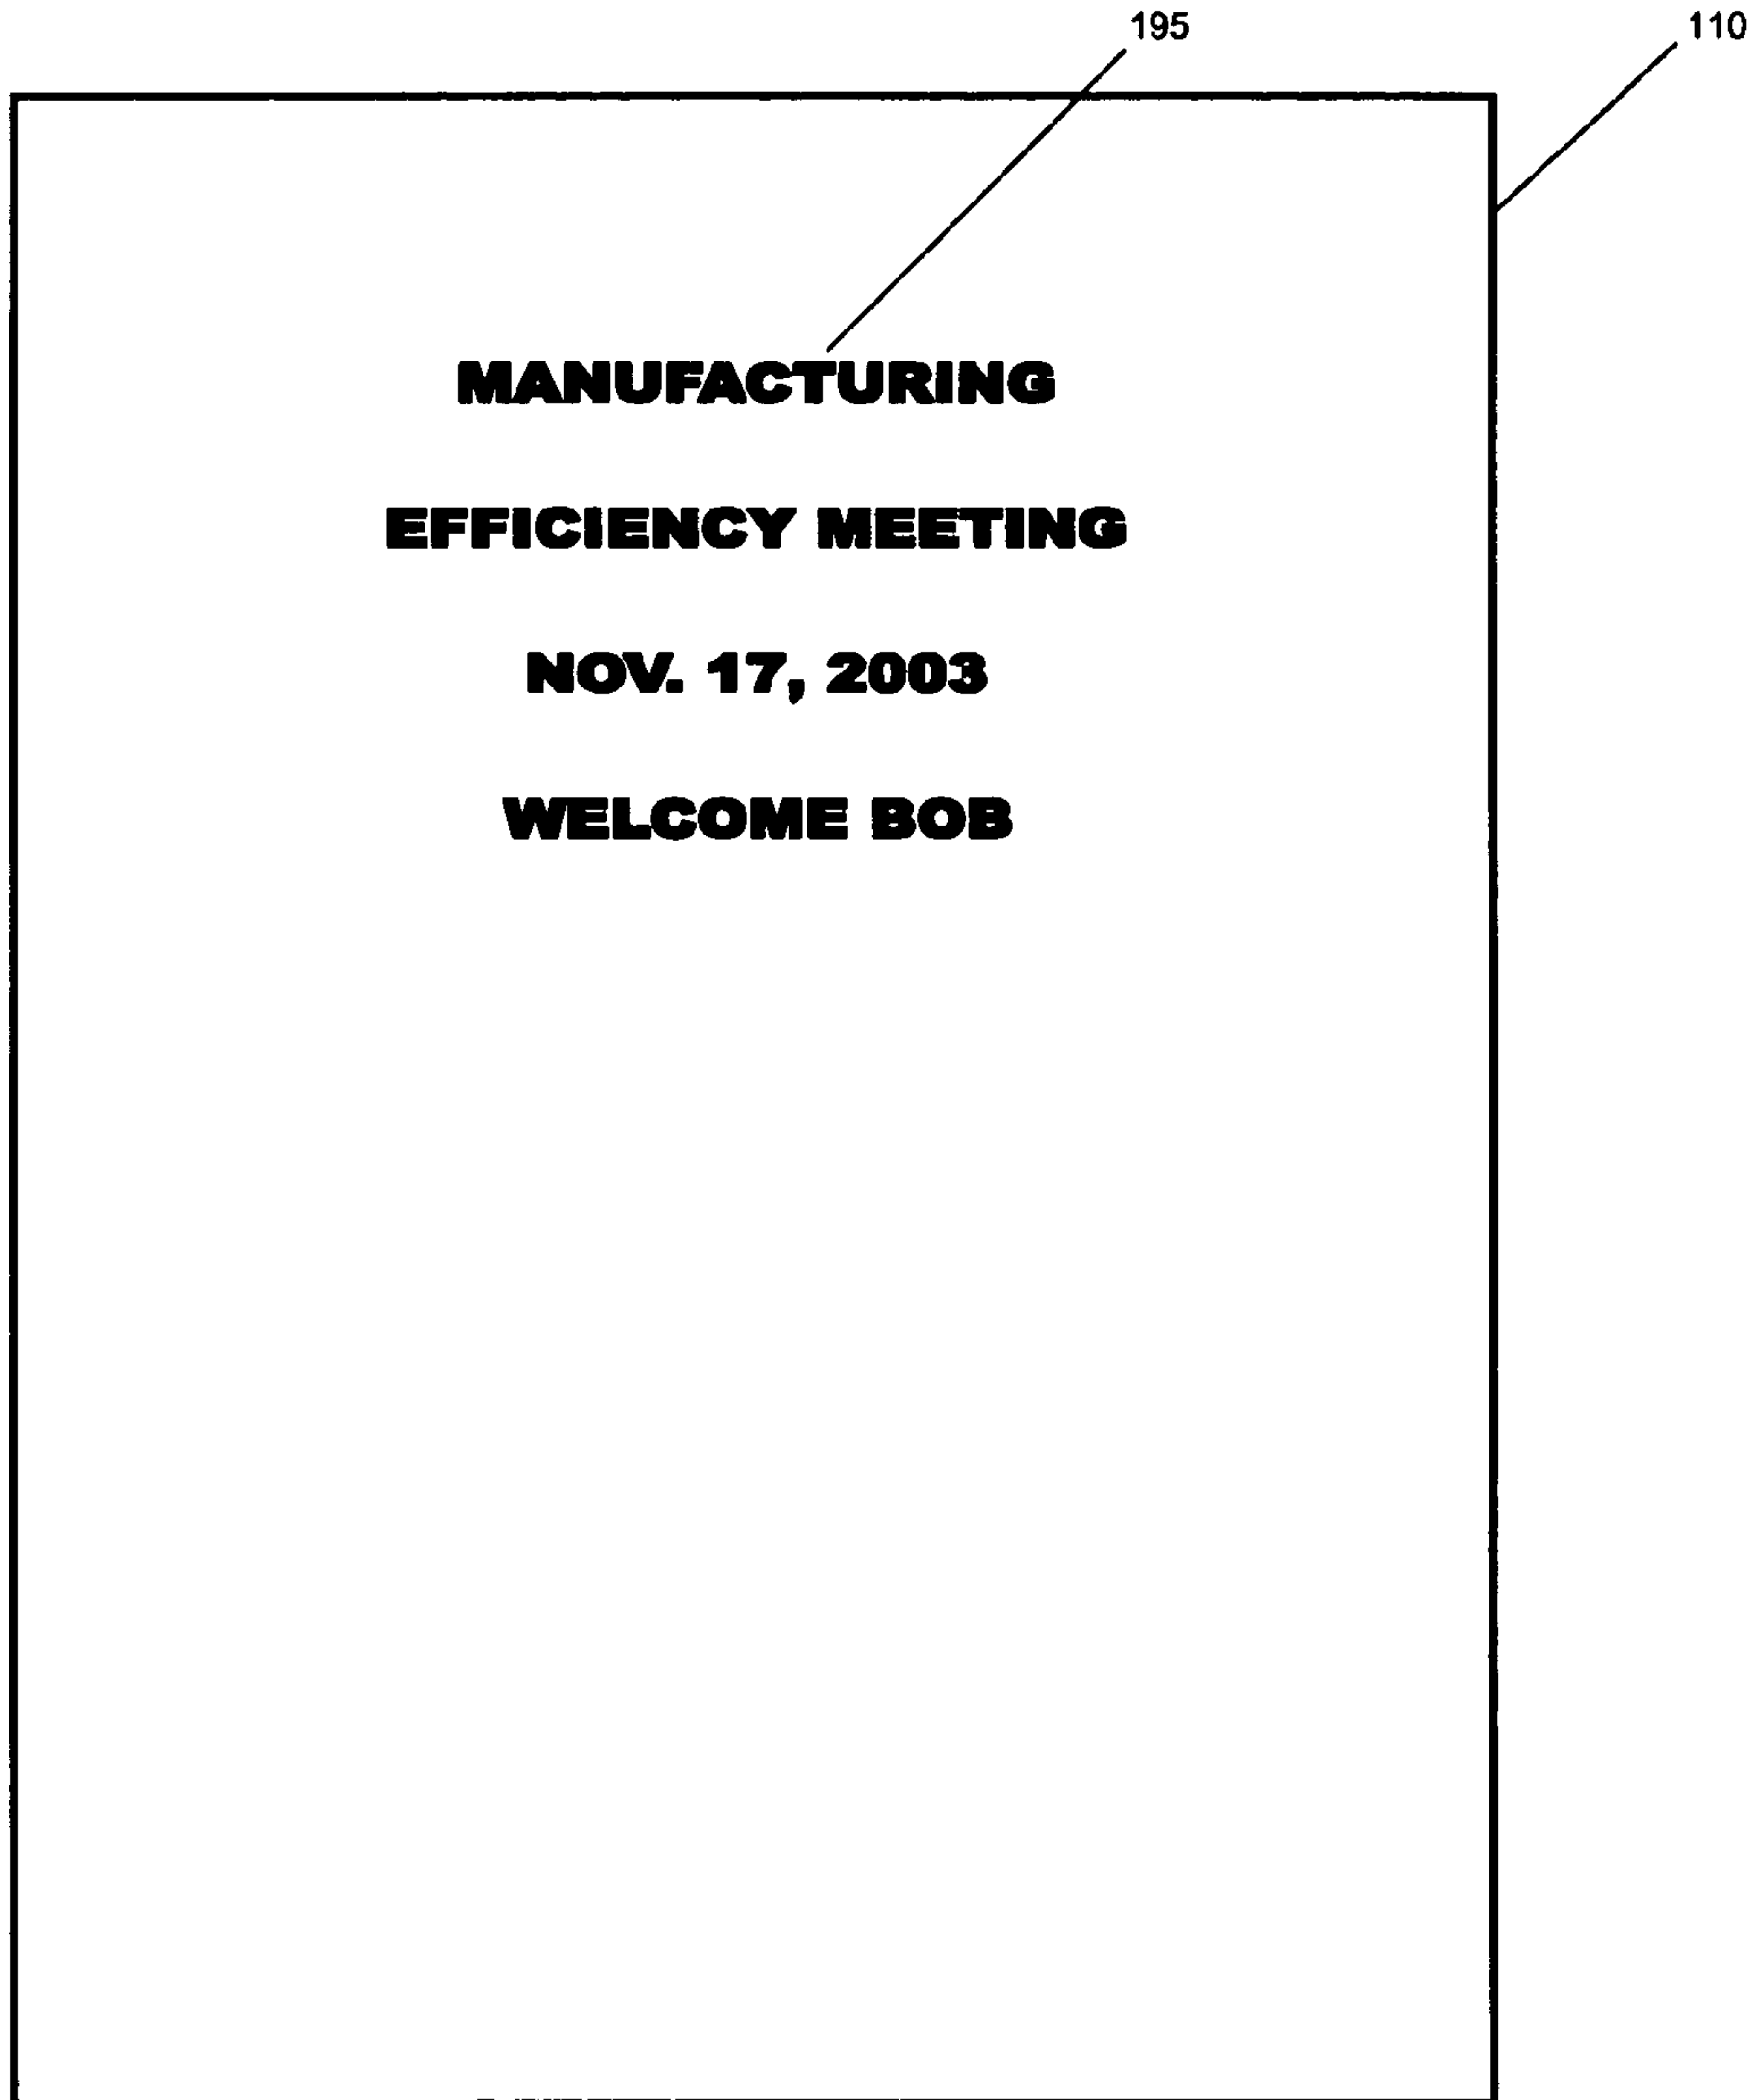 195
110
MANUFACTURING
EFFICIENCY MEETING
NOV. 17, 2003
WELCOME BOB